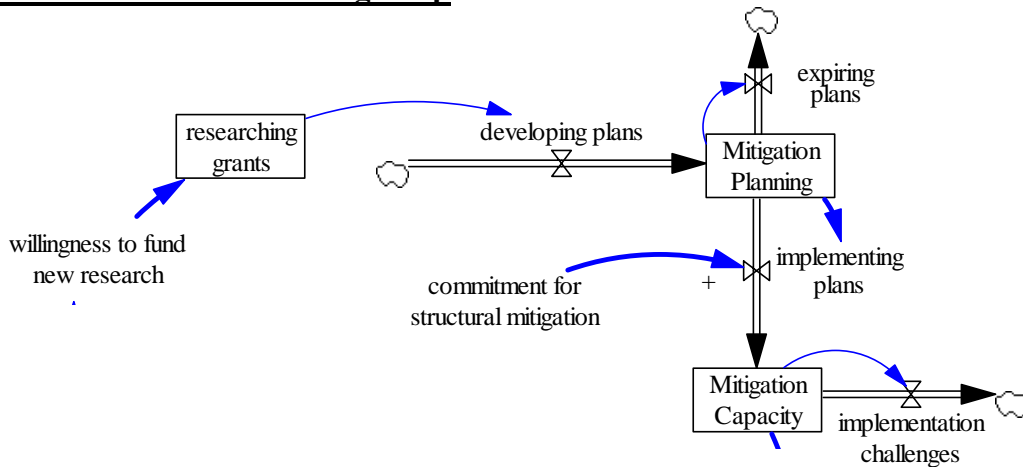 expiring
plans
researching
grants
developing plans
Mitigation
Planning
willingness to fund
new research
commitment for
structural mitigation
+
implementing
plans
Mitigation
Capacity
implementation
challenges